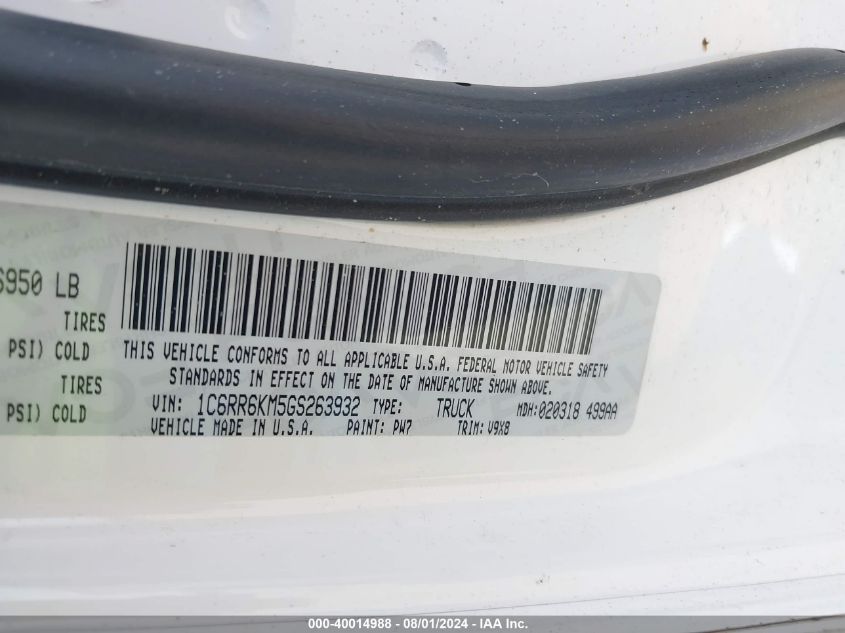 6950 LB
TIRES
PSI) COLD
TIRES
PSI) COLD
THIS VEHICLE CONFORMS TO ALL APPLICABLE U.S.A. FEDERAL MOTOR VEHICLE SAFETY
STANDARDS IN EFFECT ON THE DATE OF MANUFACTURE SHOWN ABOVE.
VIN: 1C6RR6KM5GS263932 TYPE: TRUCK MDH:020318 499AA
VEHICLE MADE IN U.S.A. PAINT: PW7 TRIM: V9X8
000-40014988 - 08/01/2024 - IAA Inc.